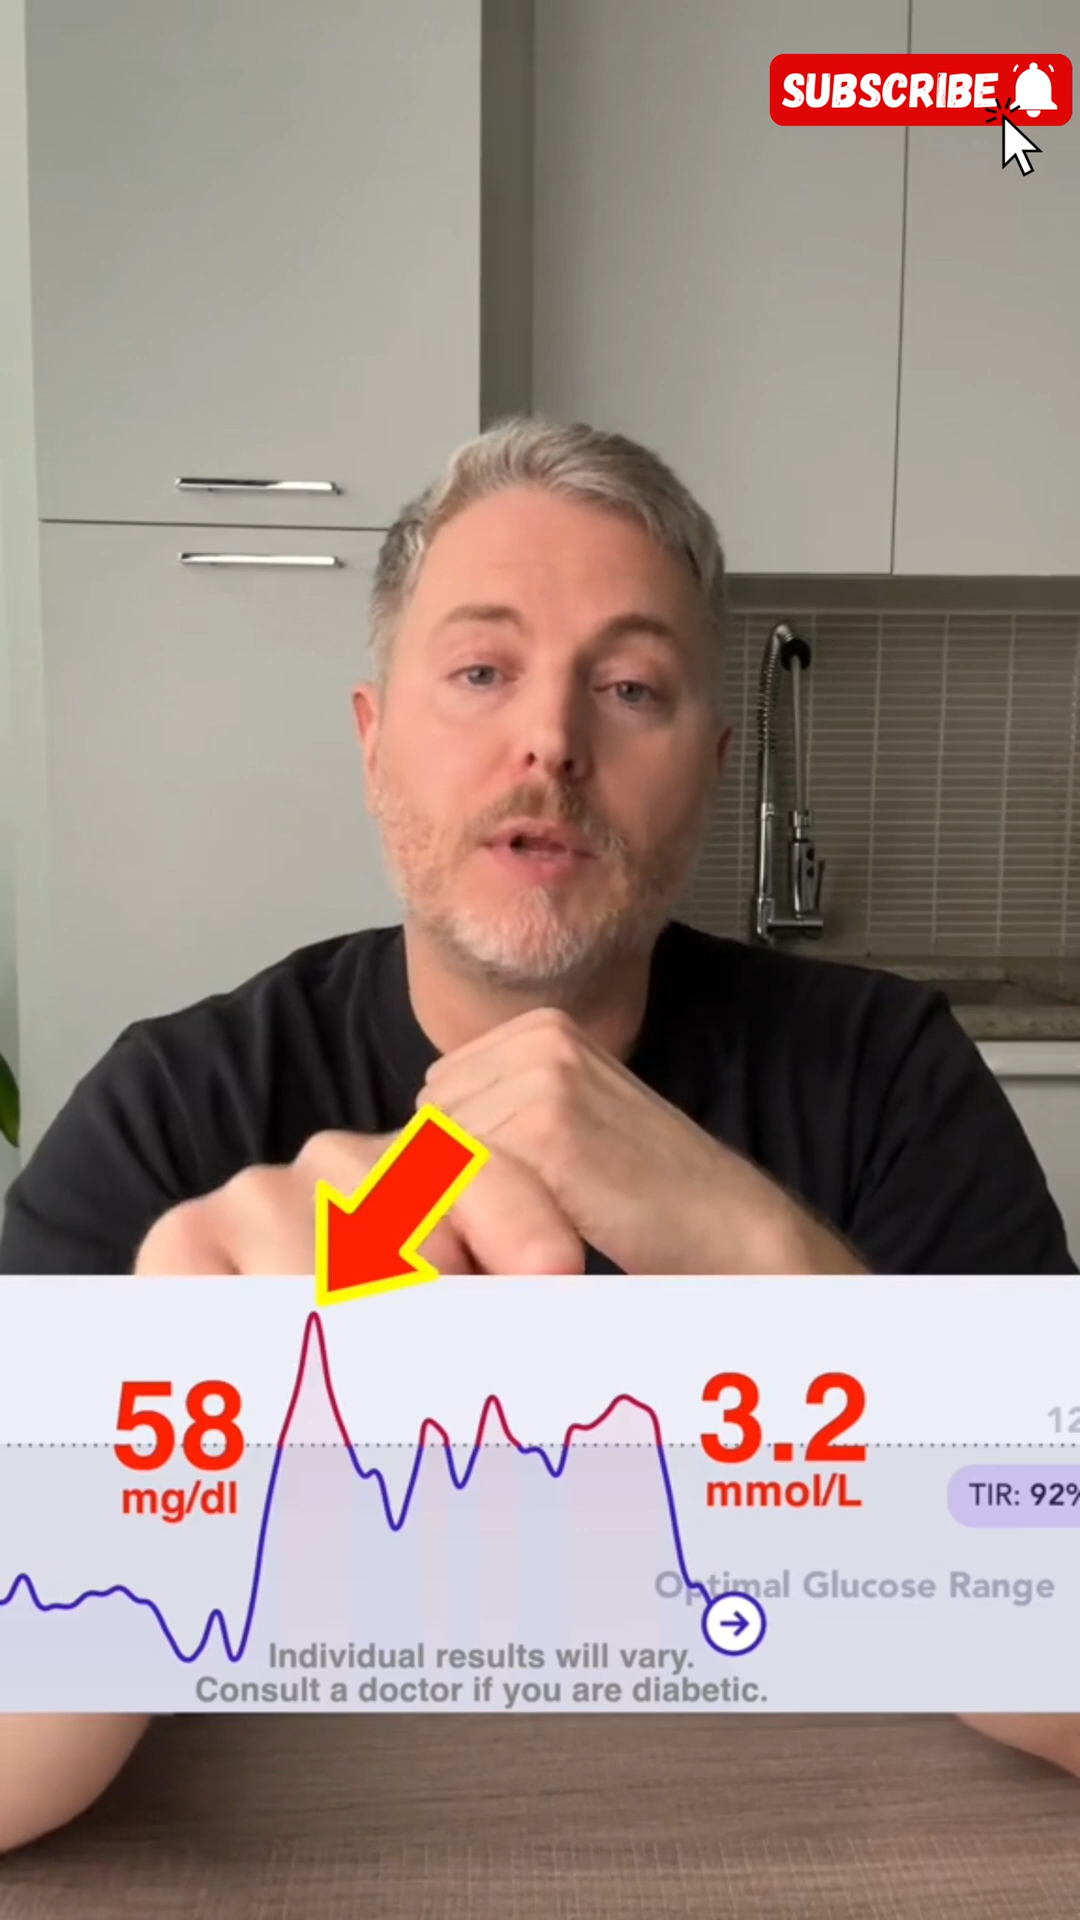 SUBSCRIBE
58
mg/dl
3.2
mmol/L
12
TIR: 92%
Optimal Glucose Range
Individual results will vary.
Consult a doctor if you are diabetic.